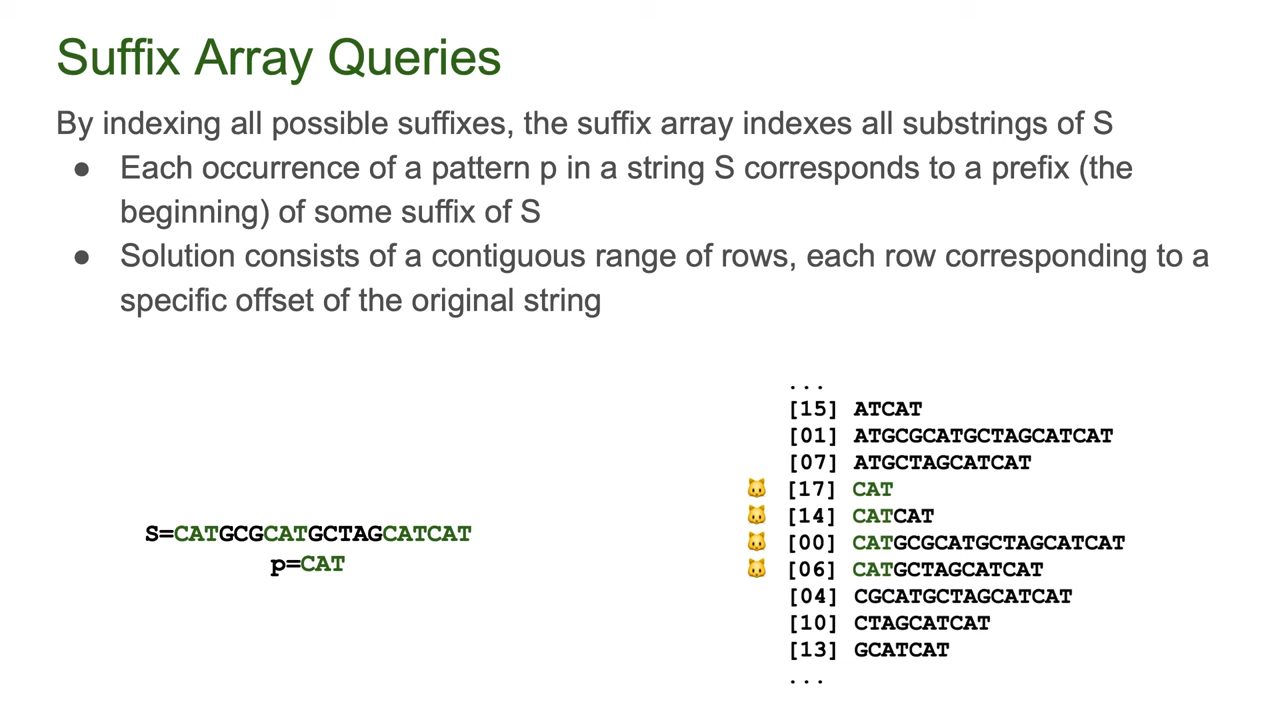 Suffix Array Queries
By indexing all possible suffixes, the suffix array indexes all substrings of S
● Each occurrence of a pattern p in a string S corresponds to a prefix (the
beginning) of some suffix of S
● Solution consists of a contiguous range of rows, each row corresponding to a
specific offset of the original string
S=CATGCGCATGCTAGCATCAT
p=CAT
...
[15] ATCAT
[01] ATGCGCATGCTAGCATCAT
[07] ATGCTAGCATCAT
[17] CAT
[14] CATCAT
[00] CATGCGCATGCTAGCATCAT
[06] CATGCTAGCATCAT
[04] CGCATGCTAGCATCAT
[10] CTAGCATCAT
[13] GCATCAT
...